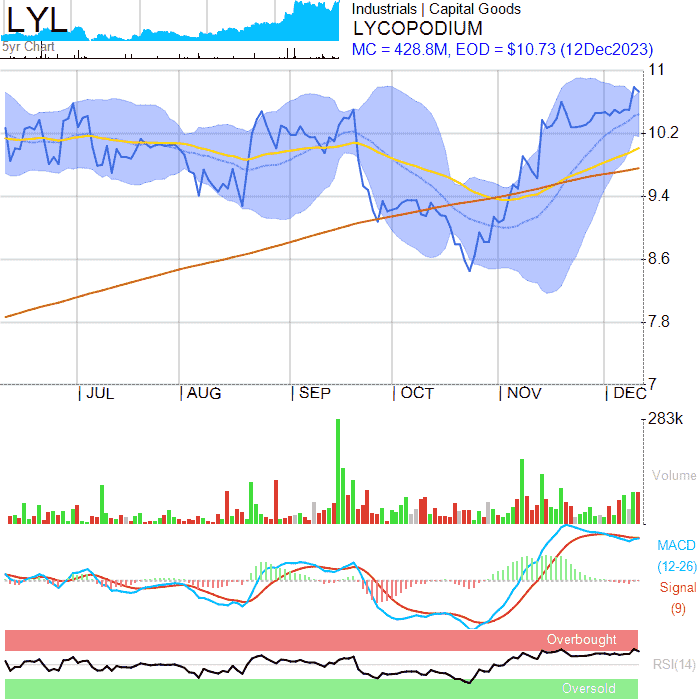 LYL
5yr Chart
Industrials | Capital Goods
LYCOPODIUM
MC = 428.8M, EOD = $10.73 (12Dec2023)
11
10.2
9.4
8.6
7.8
7
| JUL | AUG | SEP | OCT | NOV | DEC
283k
Volume
MACD
(12-26)
Signal
(9)
Overbought
RSI(14)
Oversold